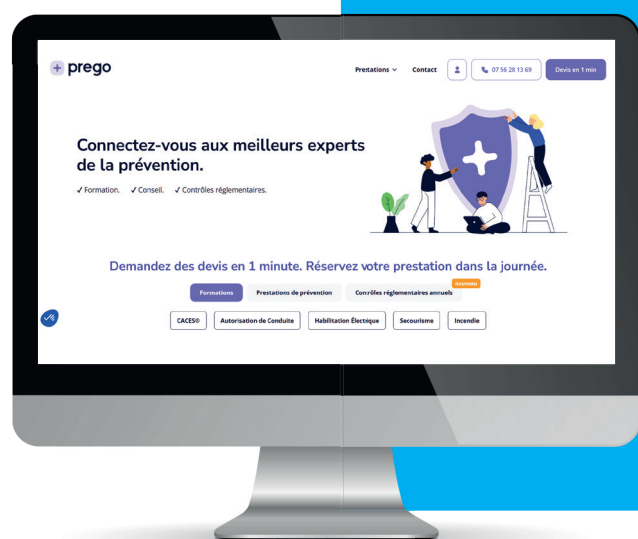 prego
Prestations
Contact
07 56 28 13 69
Devis en 1 min
Connectez-vous aux meilleurs experts
de la prévention.
✓ Formation. ✓ Conseil. ✓ Contrôles réglementaires.
Demandez des devis en 1 minute. Réservez votre prestation dans la journée.
nouveau
Formations
Prestations de prévention
Contrôles réglementaires annuels
CACES®
Autorisation de Conduite
Habilitation Électique
Secourisme
Incendie